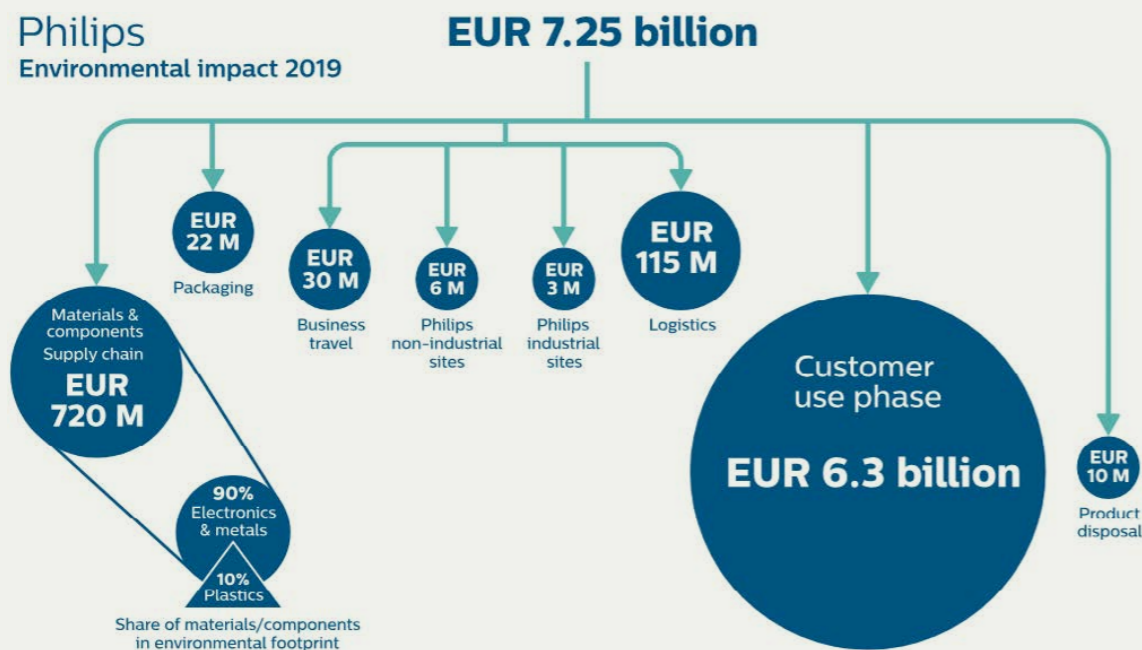 Philips
Environmental impact 2019
EUR 7.25 billion
Materials &
components
Supply chain
EUR
720 M
90%
Electronics
& metals
10%
Plastics
Share of materials/components
in environmental footprint
EUR
22 M
Packaging
EUR
30 M
Business
travel
EUR
6 M
Philips
non-industrial
sites
EUR
3 M
Philips
industrial
sites
EUR
115 M
Logistics
Customer
use phase
EUR 6.3 billion
EUR
10 M
Product
disposal